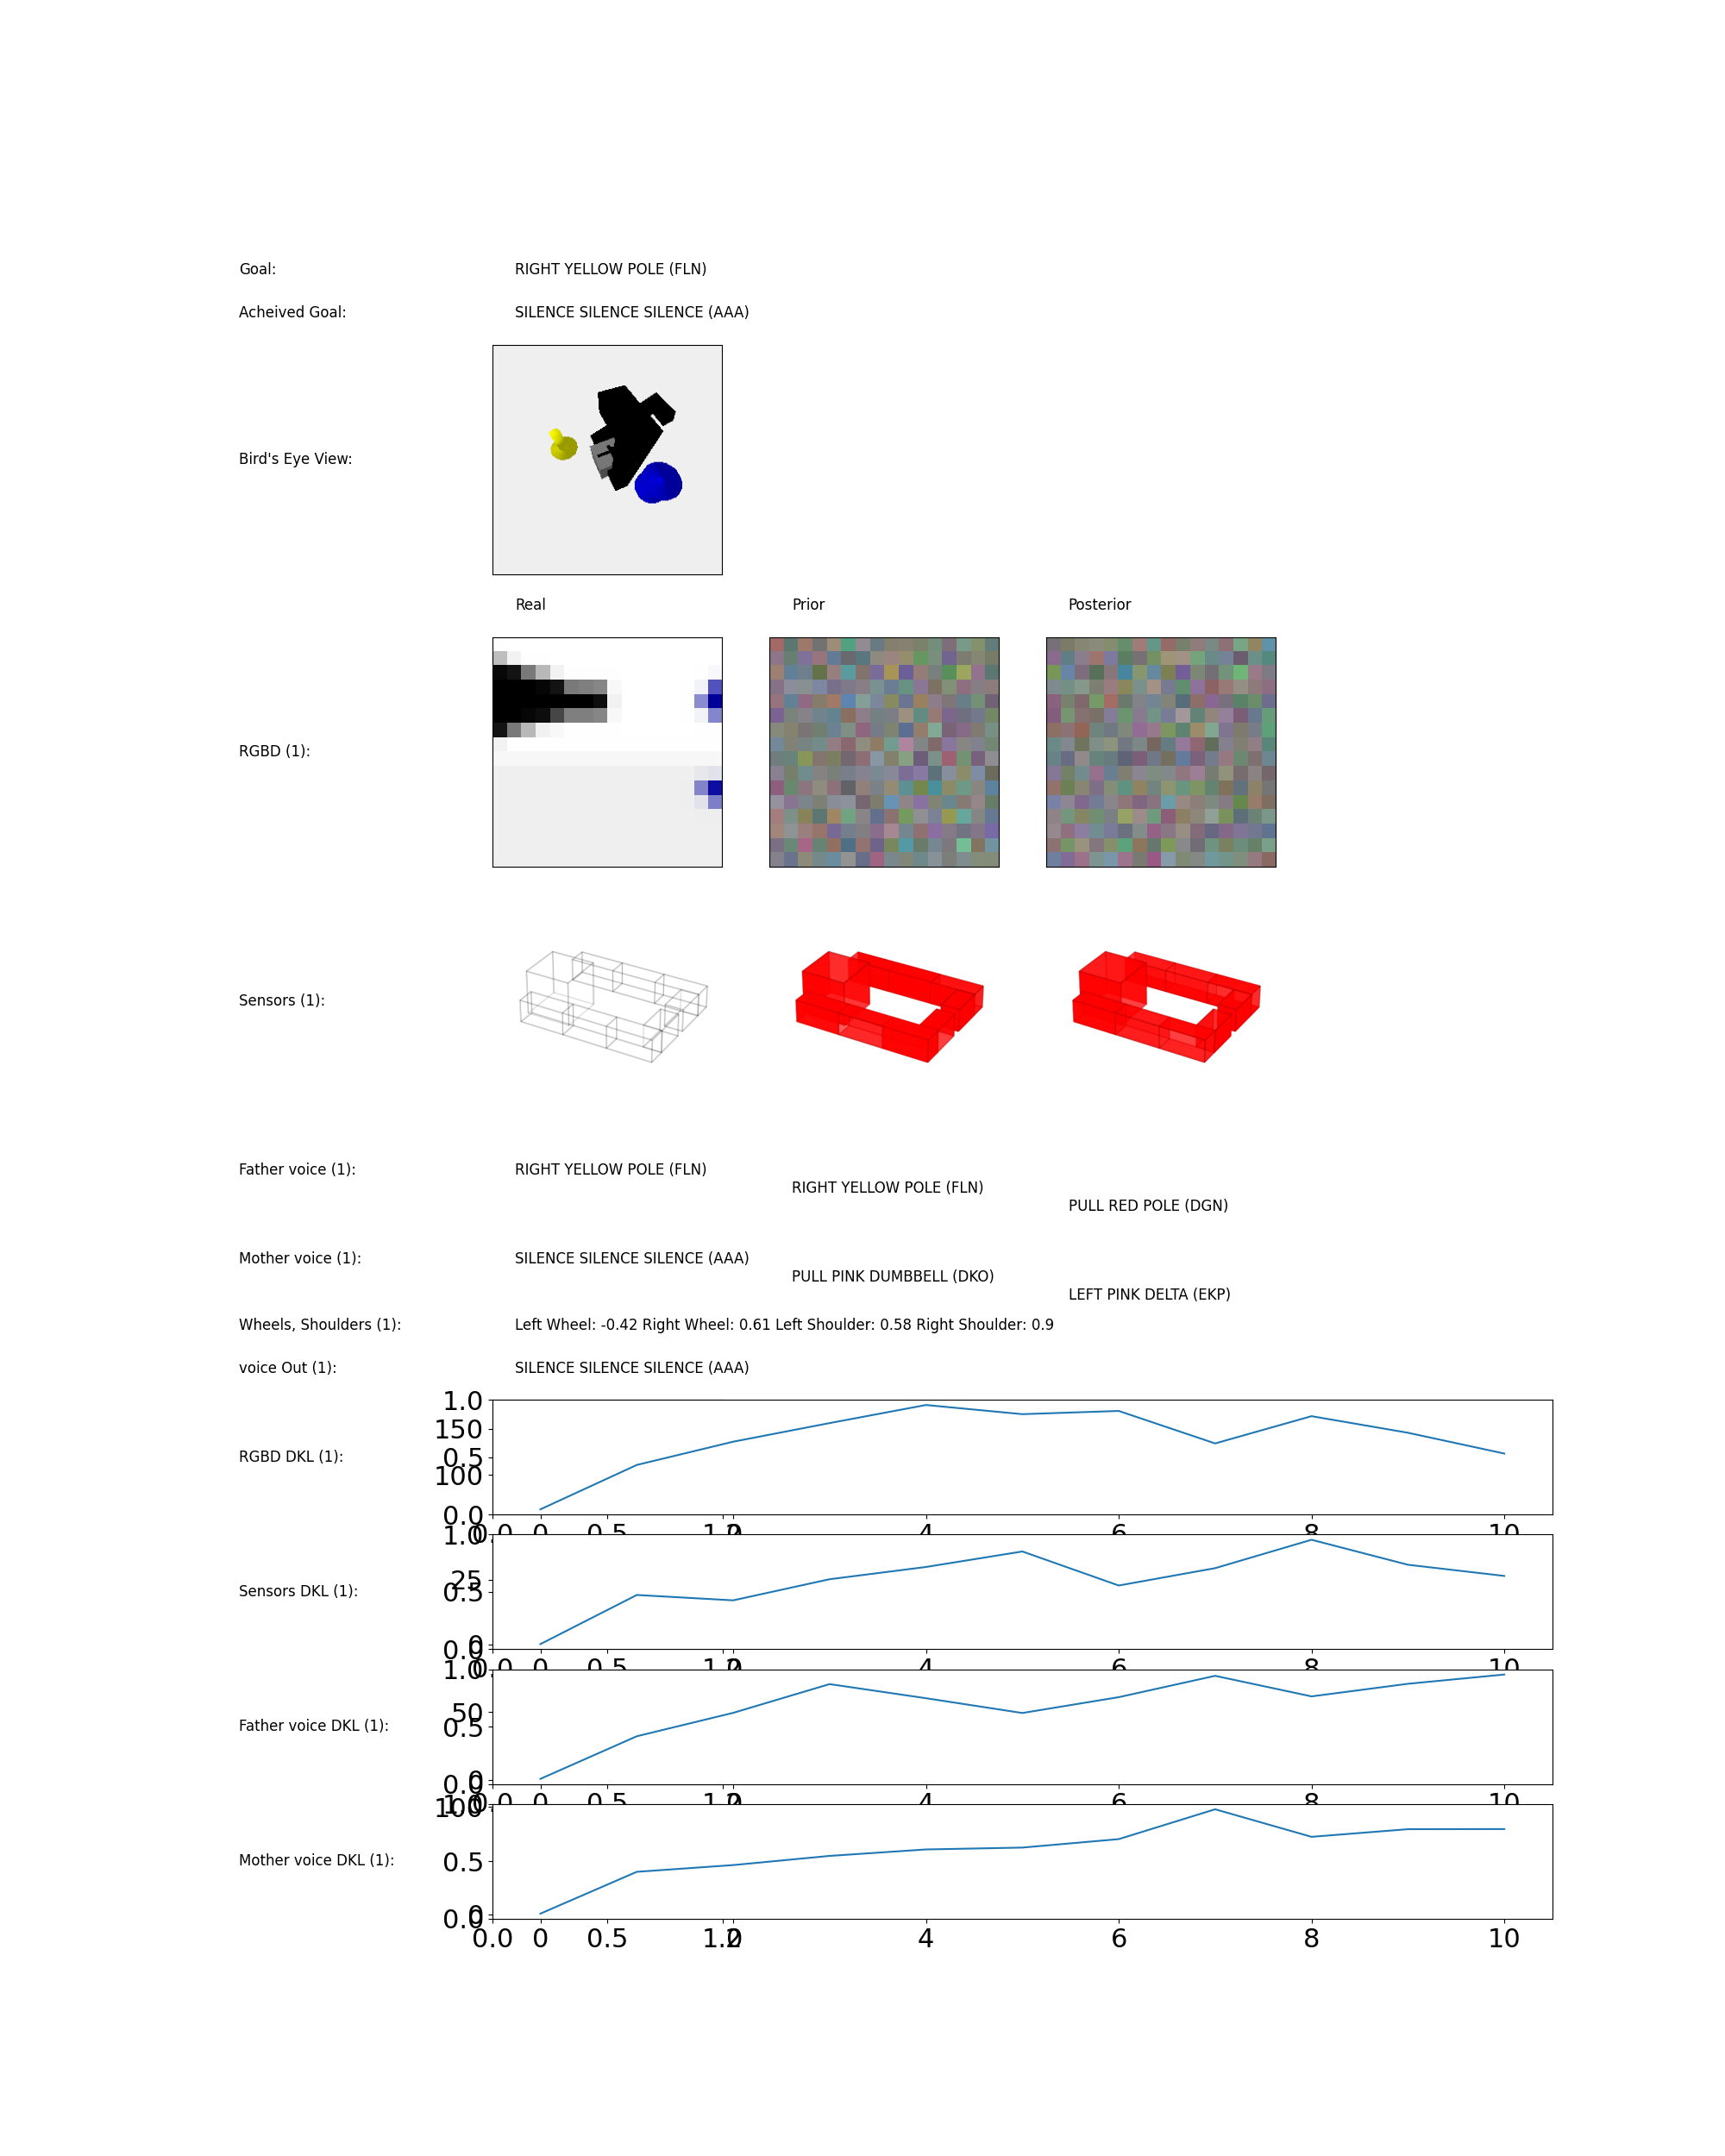 Goal: RIGHT YELLOW POLE (FLN)
Acheived Goal: SILENCE SILENCE SILENCE (AAA)
Bird's Eye View:
Real Prior Posterior
RGBD (1):
Sensors (1):
Father voice (1): RIGHT YELLOW POLE (FLN)
RIGHT YELLOW POLE (FLN)
PULL RED POLE (DGN)
Mother voice (1): SILENCE SILENCE SILENCE (AAA)
PULL PINK DUMBBELL (DKO)
LEFT PINK DELTA (EKP)
Wheels, Shoulders (1): Left Wheel: -0.42 Right Wheel: 0.61 Left Shoulder: 0.58 Right Shoulder: 0.9
voice Out (1): SILENCE SILENCE SILENCE (AAA)
1.0
150
RGBD DKL (1): 0.5
100
0.0
0.0 0 0.5 1.0 2 4 6 8 10
1.0
25
Sensors DKL (1): 0.5
0
0.0
0.0 0 0.5 1.0 2 4 6 8 10
1.0
50
Father voice DKL (1): 0.5
0
0.0
0.0 0 0.5 1.0 2 4 6 8 10
1.0
100
Mother voice DKL (1): 0.5
0
0.0
0.0 0 0.5 1.0 2 4 6 8 10